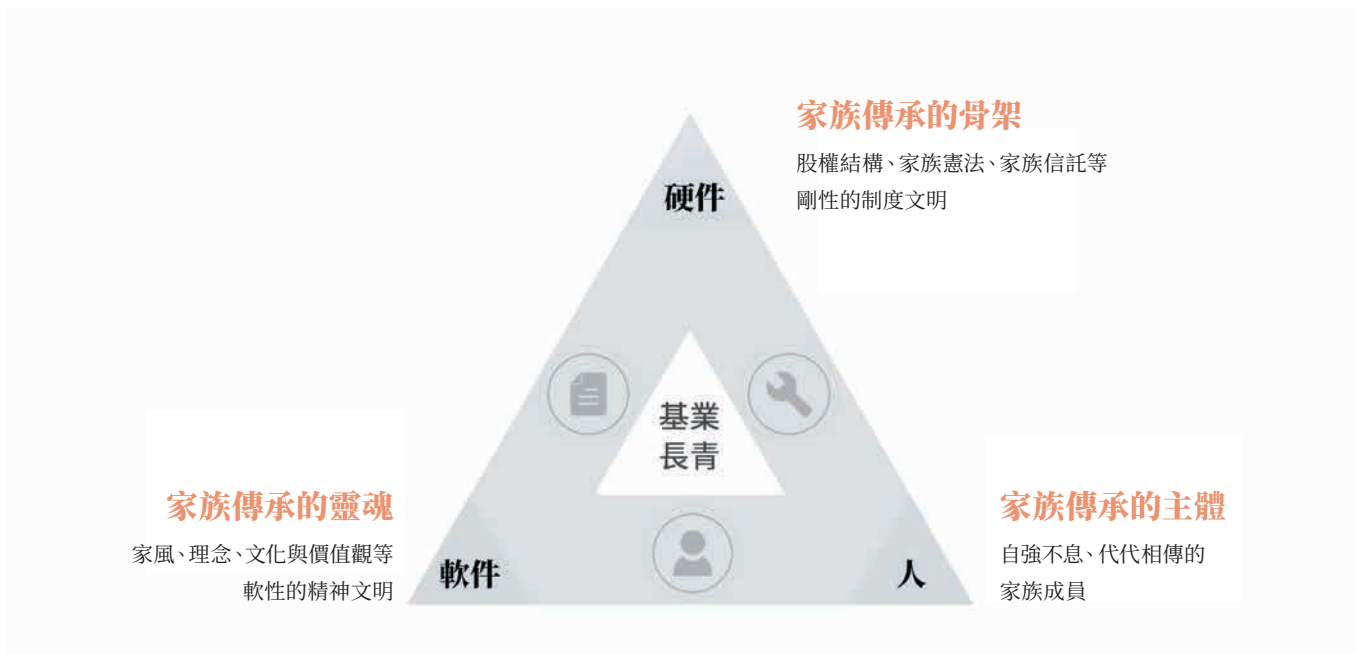 家族傳承的骨架
股權結構、家族憲法、家族信託等
剛性的制度文明
硬件
基業
長青
家族傳承的靈魂
家風、理念、文化與價值觀等
軟性的精神文明
軟件
人
家族傳承的主體
自強不息、代代相傳的
家族成員